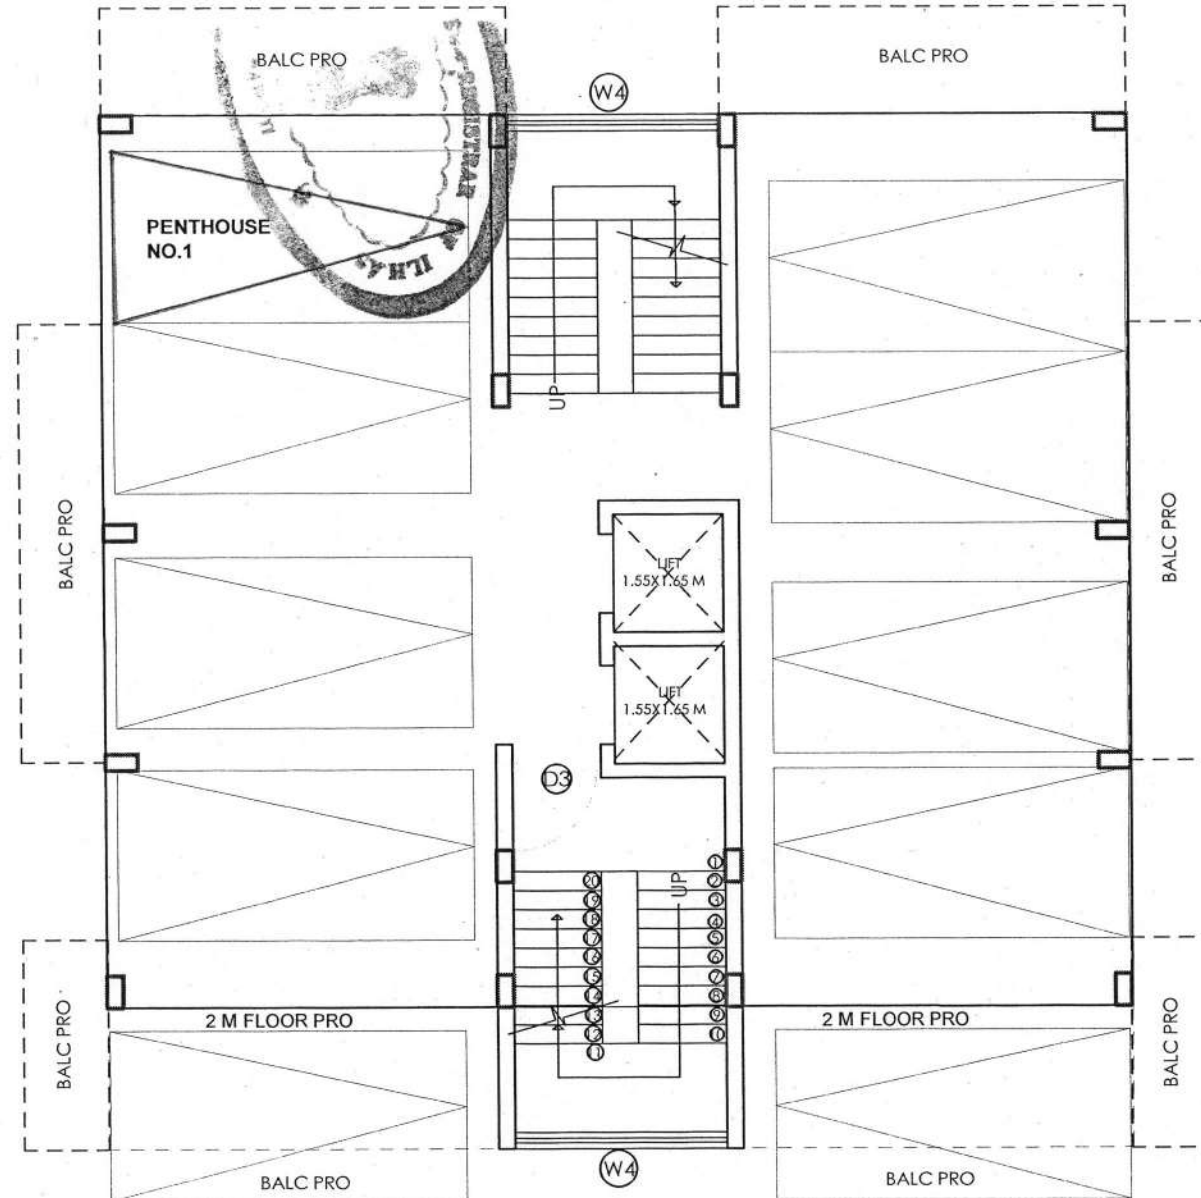 BALC PRO
BALC PRO
W4
REGISTRAR
PENTHOUSE
NO.1
UP
BALC PRO
BALC PRO
LIFT
1.55X1.65 M
LIFT
1.55X1.65 M
D3
UP
1
20 2
19 3
18 4
17 5
16 6
15 7
14 8
13 9
12 10
11
2 M FLOOR PRO
2 M FLOOR PRO
BALC PRO
BALC PRO
BALC PRO
BALC PRO
W4